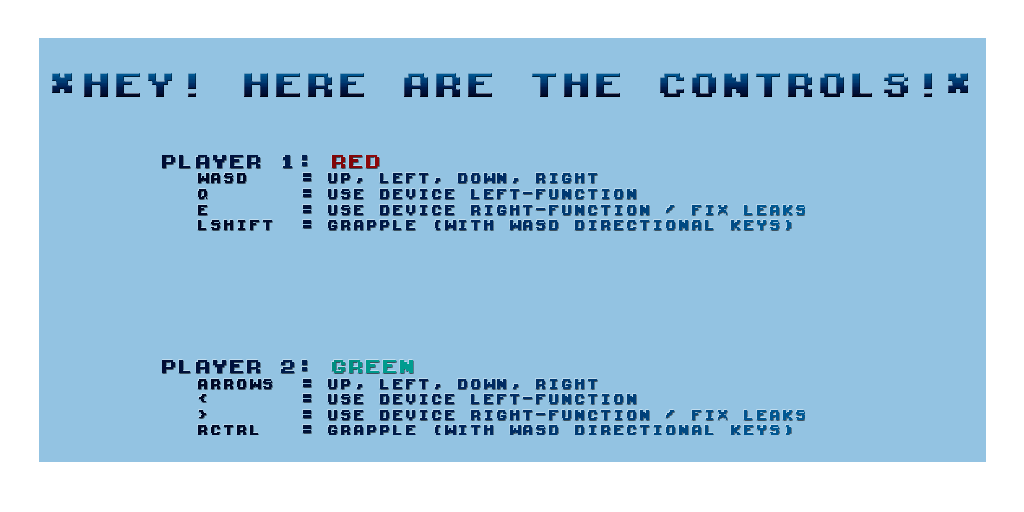 *HEY! HERE ARE THE CONTROLS!*
PLAYER 1: RED
WASD = UP, LEFT, DOWN, RIGHT
Q = USE DEVICE LEFT-FUNCTION
E = USE DEVICE RIGHT-FUNCTION / FIX LEAKS
LSHIFT = GRAPPLE (WITH WASD DIRECTIONAL KEYS)
PLAYER 2: GREEN
ARROWS = UP, LEFT, DOWN, RIGHT
< = USE DEVICE LEFT-FUNCTION
> = USE DEVICE RIGHT-FUNCTION / FIX LEAKS
RCTRL = GRAPPLE (WITH WASD DIRECTIONAL KEYS)